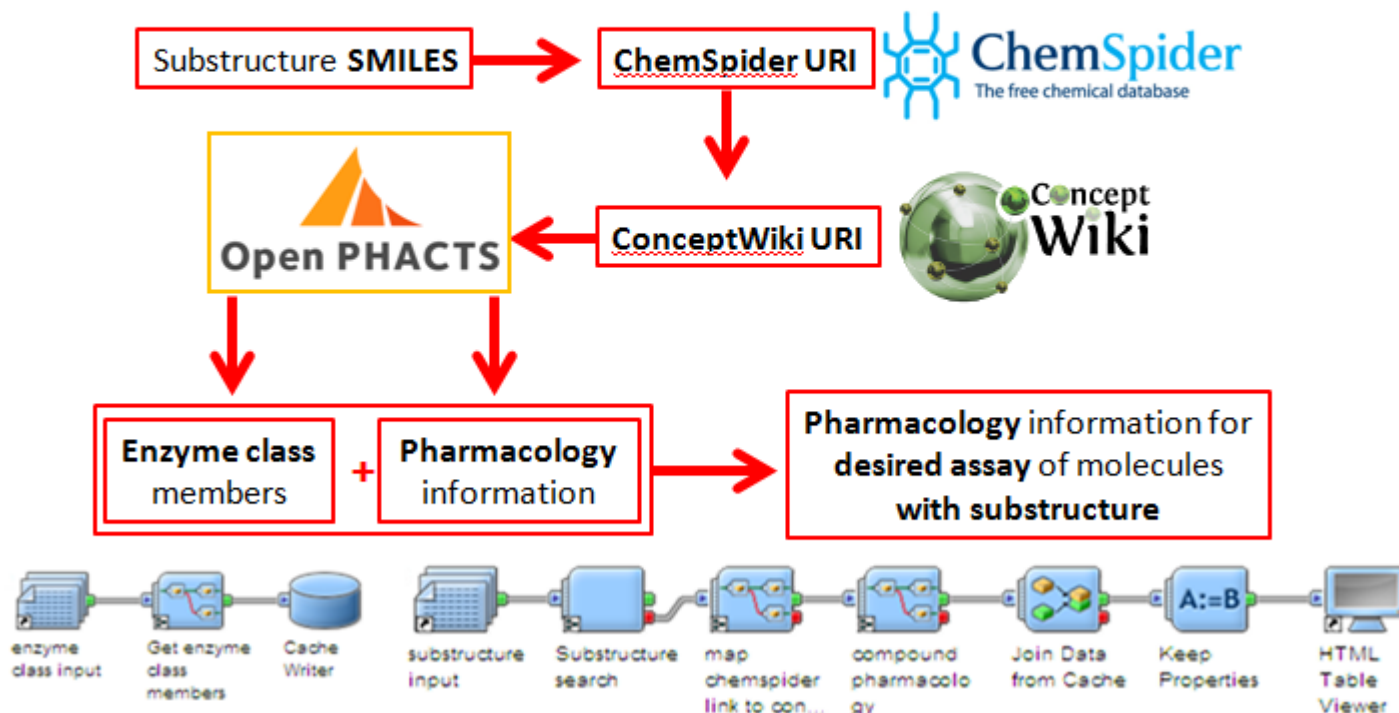 Substructure SMILES
ChemSpider URI
ChemSpider
The free chemical database
Open PHACTS
ConceptWiki URI
Concept
Wiki
Enzyme class
members
+
Pharmacology
information
Pharmacology information for
desired assay of molecules
with substructure
enzyme
class input
Get enzyme
class
members
Cache
Writer
substructure
input
Substructure
search
map
chemspider
link to con...
compound
pharmacolo
gy
Join Data
from Cache
A:=B
Keep
Properties
HTML
Table
Viewer